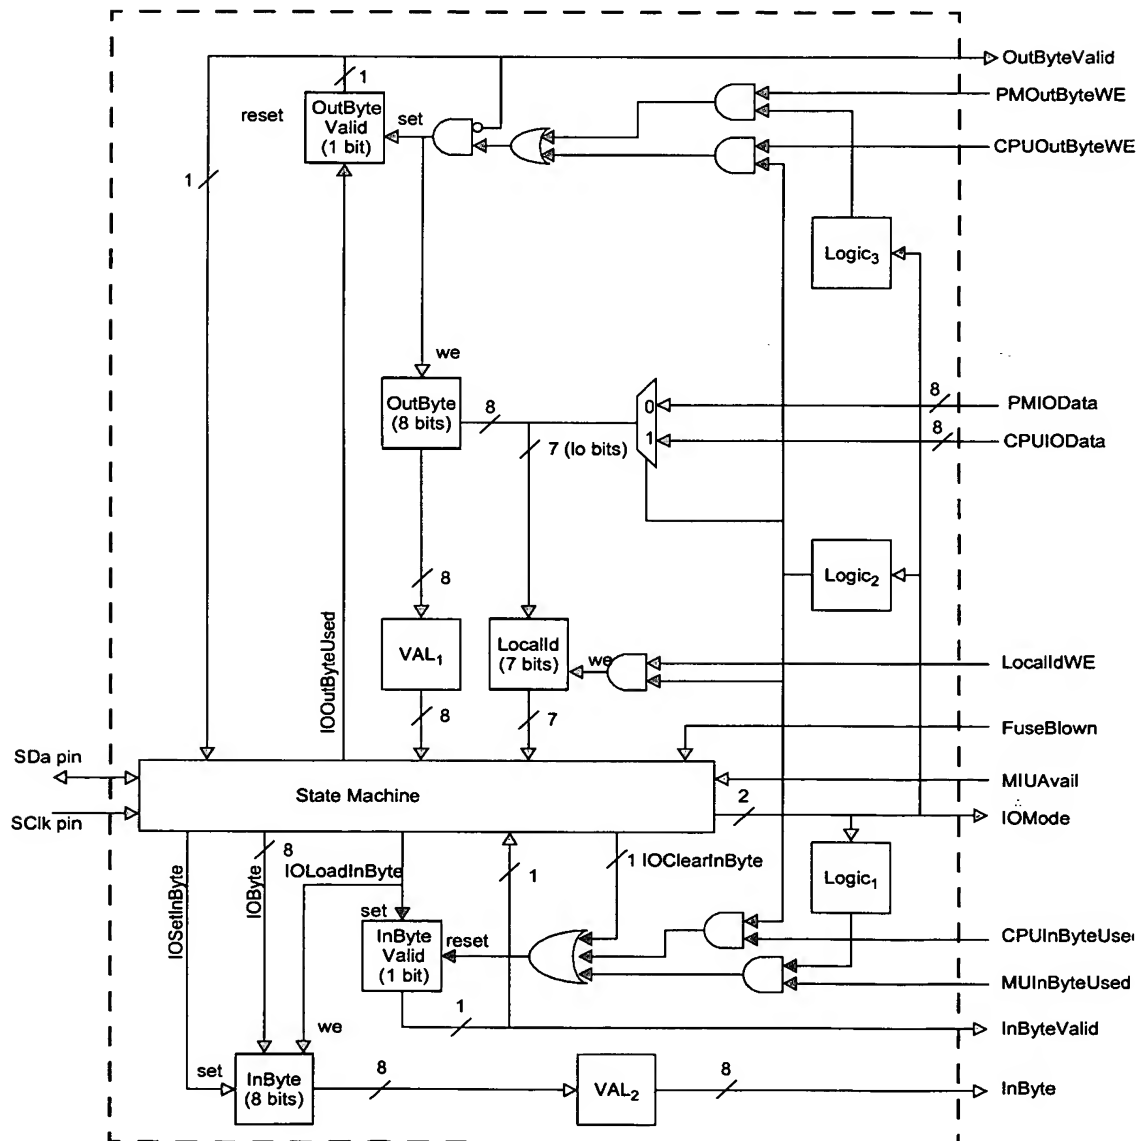 OutByteValid
1
PMOutByteWE
reset
OutByte
Valid
(1 bit)
set
CPUOutByteWE
1
Logic3
we
OutByte
(8 bits)
8
0
8
PMIOData
1
8
CPUIOData
7 (lo bits)
8
Logic2
IOOutByteUsed
VAL1
LocalId
(7 bits)
we
LocalIdWE
8
7
FuseBlown
SDa pin
State Machine
MIUAvail
2
SClk pin
IOMode
IOSetInByte
IOByte
8
IOLoadInByte
1
1 IOClearInByte
Logic1
set
InByte
Valid
(1 bit)
reset
CPUInByteUsed
MUInByteUsed
1
InByteValid
we
set
InByte
(8 bits)
8
VAL2
8
InByte